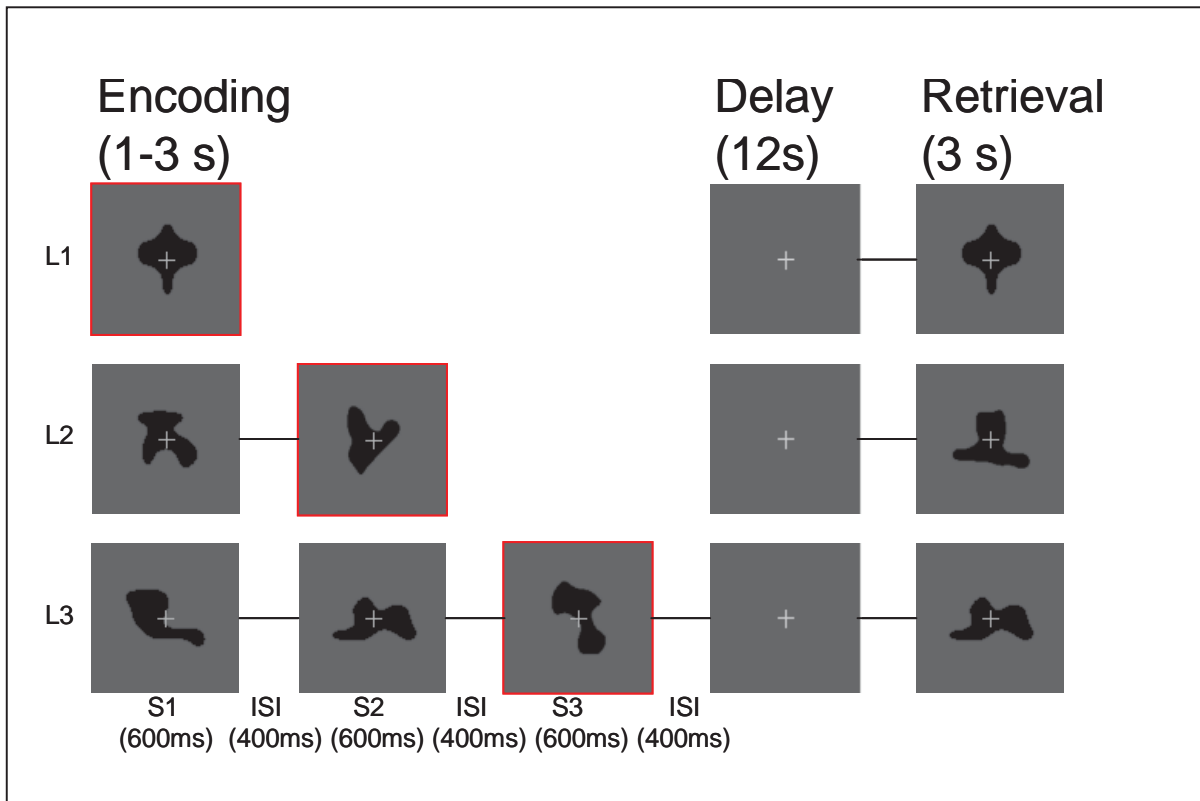 Encoding
(1-3 s)
Delay
(12s)
Retrieval
(3 s)
L1
L2
L3
S1 ISI S2 ISI S3 ISI
(600ms) (400ms) (600ms) (400ms) (600ms) (400ms)